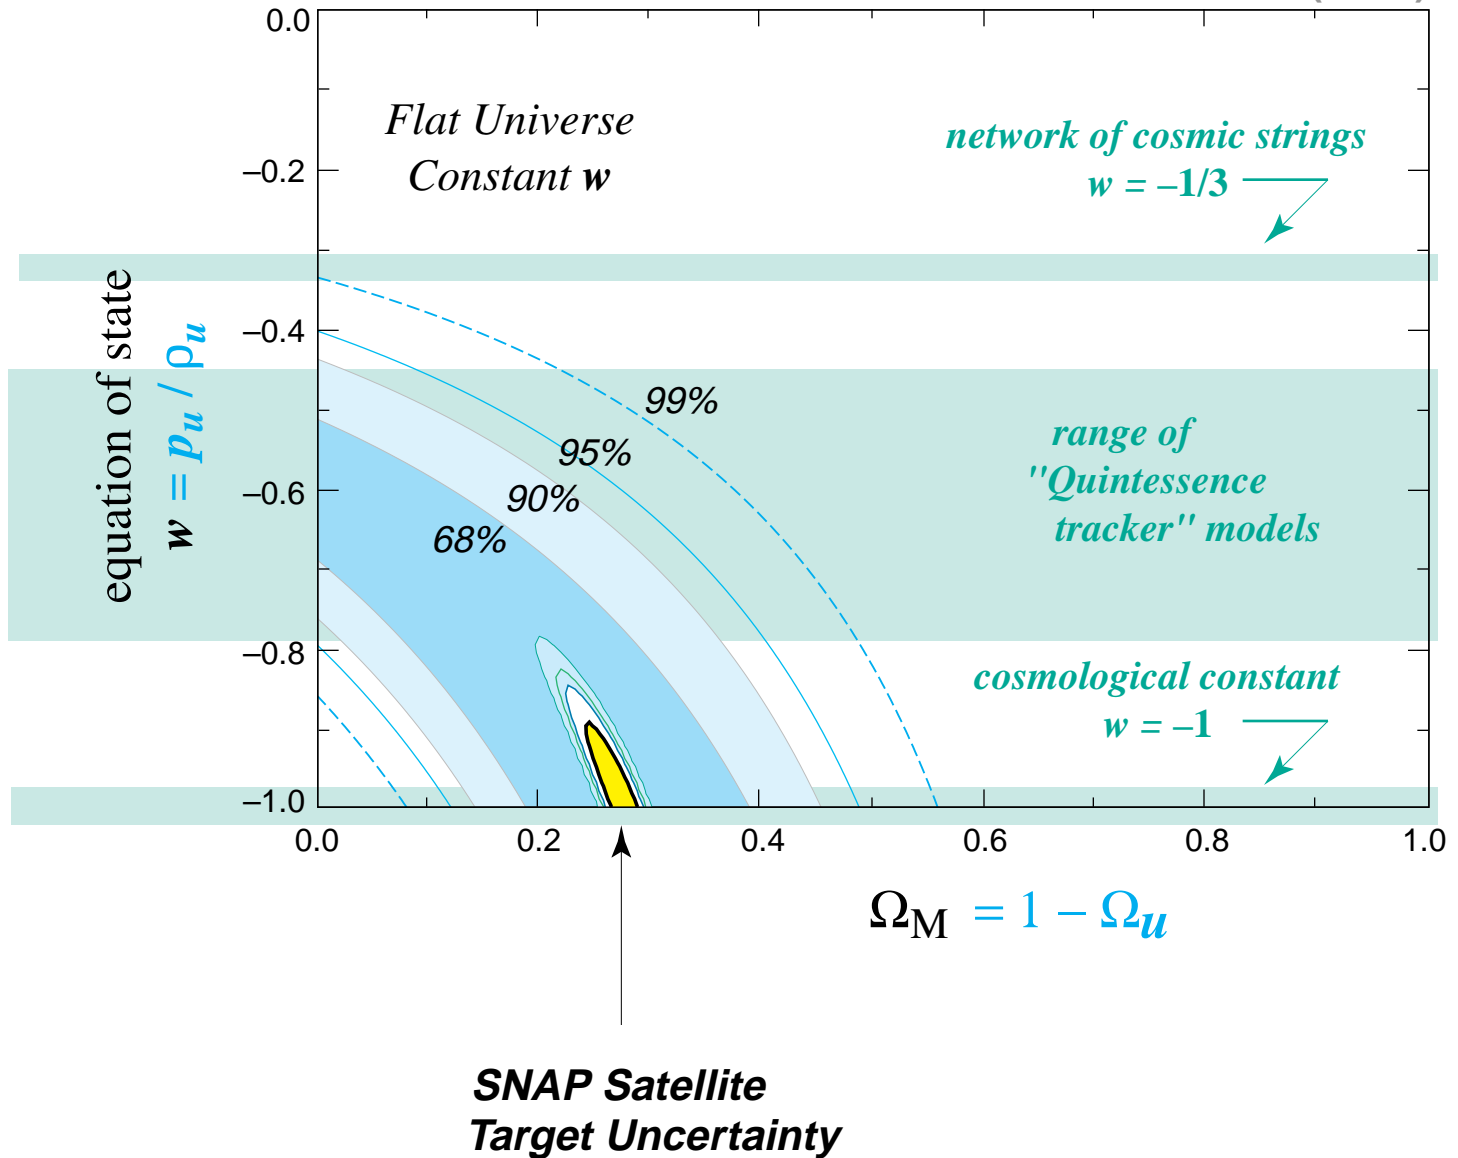 0.0
Flat Universe
Constant w
network of cosmic strings
w = –1/3
–0.2
–0.4
–0.6
–0.8
–1.0
equation of state
w = pu / ρu
99%
95%
90%
68%
range of
"Quintessence
tracker" models
cosmological constant
w = –1
0.0 0.2 0.4 0.6 0.8 1.0
ΩM = 1 – Ωu
SNAP Satellite
Target Uncertainty